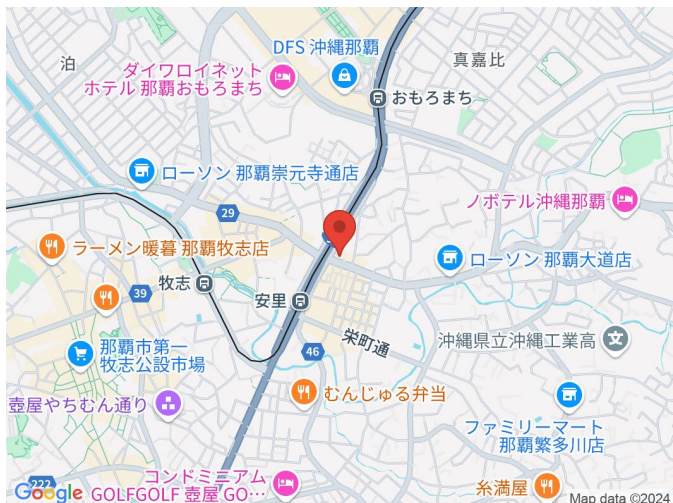 DFS 沖縄那覇
真嘉比
泊
ダイワロイネット
ホテル 那覇おもろまち
おもろまち
ローソン 那覇崇元寺通店
ノボテル沖縄那覇
29
ラーメン暖暮 那覇牧志店
ローソン 那覇大道店
牧志
39
安里
栄町通
沖縄県立沖縄工業高
那覇市第一
牧志公設市場
46
むんじゅる弁当
壺屋やちむん通り
ファミリーマート
那覇繁多川店
コンドミニアム
GOLFGOLF 壺屋 GO…
222
糸満屋
Google
Map data ©2024